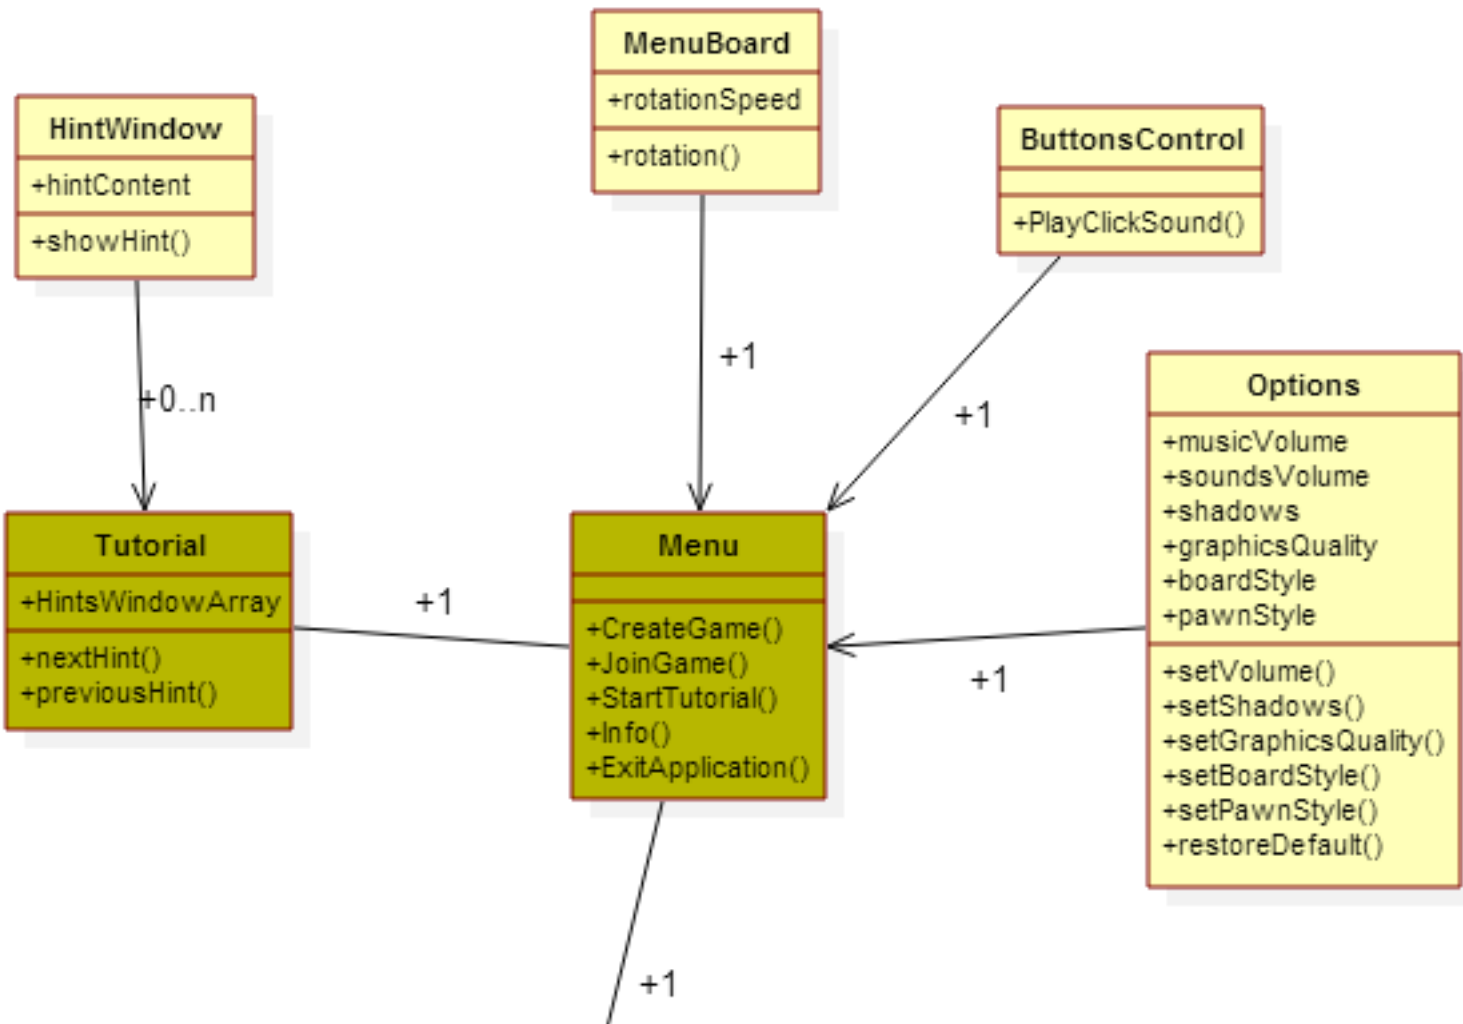 MenuBoard
+rotationSpeed
+rotation()
HintWindow
+hintContent
+showHint()
ButtonsControl
+PlayClickSound()
+1
+1
+0..n
Options
+musicVolume
+soundsVolume
+shadows
+graphicsQuality
+boardStyle
+pawnStyle
+setVolume()
+setShadows()
+setGraphicsQuality()
+setBoardStyle()
+setPawnStyle()
+restoreDefault()
Tutorial
+HintsWindowArray
+nextHint()
+previousHint()
+1
Menu
+CreateGame()
+JoinGame()
+StartTutorial()
+Info()
+ExitApplication()
+1
+1